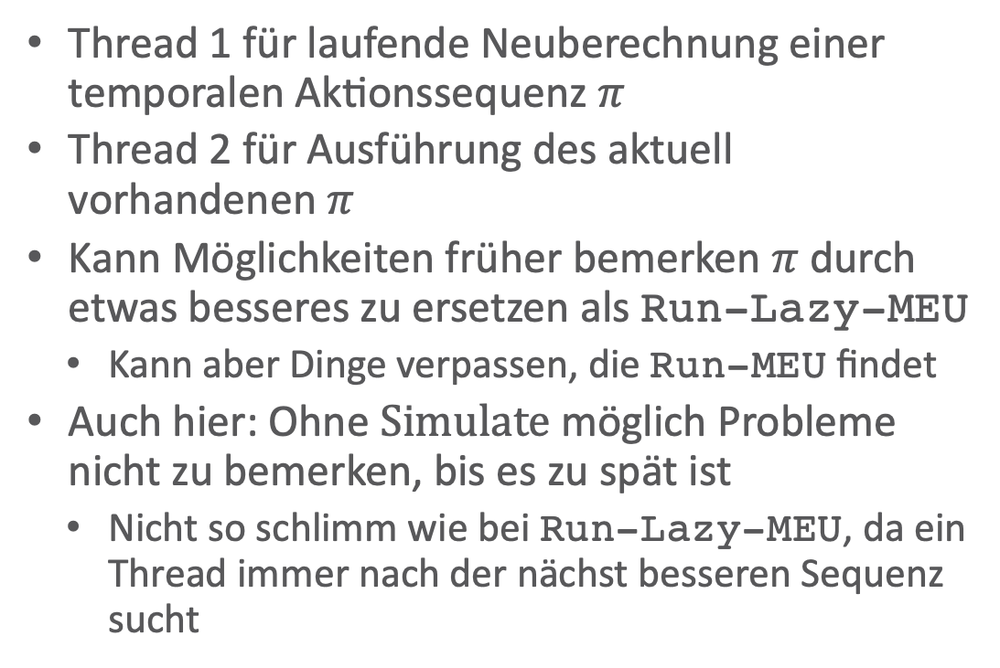 • Thread 1 für laufende Neuberechnung einer
temporalen Aktionssequenz π
• Thread 2 für Ausführung des aktuell
vorhandenen π
• Kann Möglichkeiten früher bemerken π durch
etwas besseres zu ersetzen als Run-Lazy-MEU
• Kann aber Dinge verpassen, die Run-MEU findet
• Auch hier: Ohne Simulate möglich Probleme
nicht zu bemerken, bis es zu spät ist
• Nicht so schlimm wie bei Run-Lazy-MEU, da ein
Thread immer nach der nächst besseren Sequenz
sucht